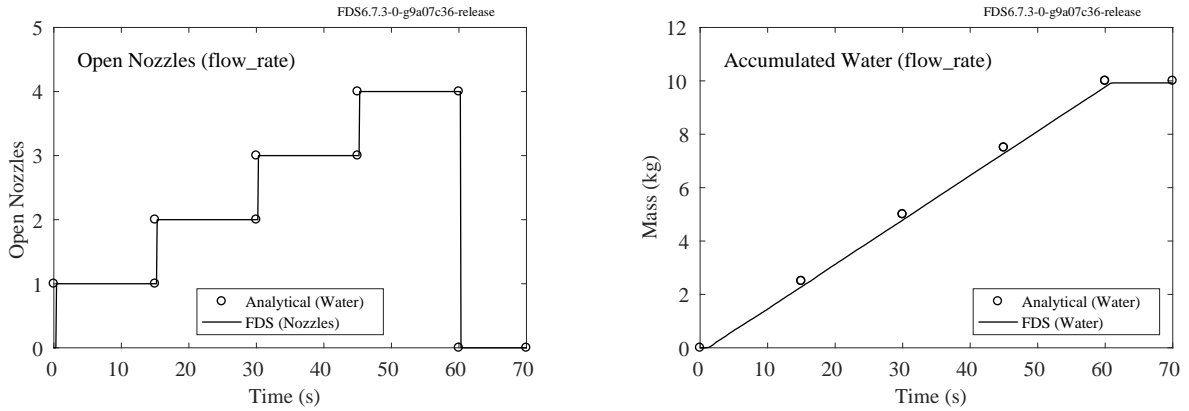 FDS6.7.3-0-g9a07c36-release
Open Nozzles (flow_rate)
5
4
3
2
1
0
Open Nozzles
Analytical (Water)
FDS (Nozzles)
0 10 20 30 40 50 60 70
Time (s)
FDS6.7.3-0-g9a07c36-release
Accumulated Water (flow_rate)
12
10
8
6
4
2
0
Mass (kg)
Analytical (Water)
FDS (Water)
0 10 20 30 40 50 60 70
Time (s)